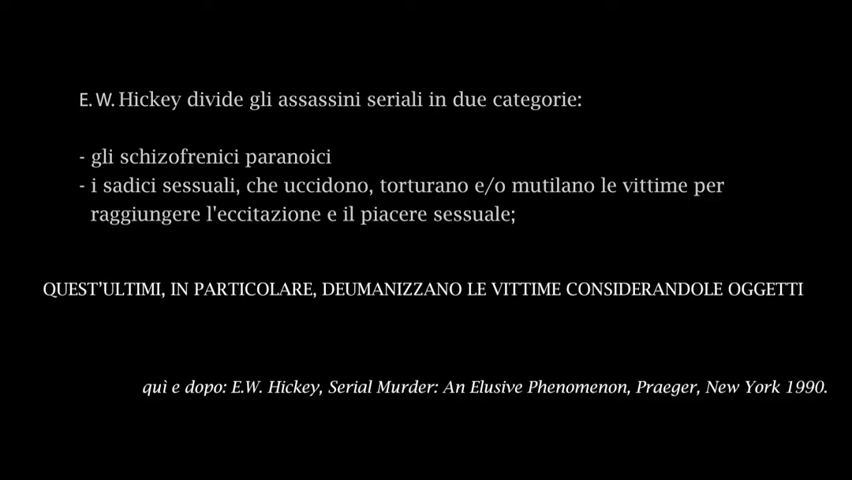 E. W. Hickey divide gli assassini seriali in due categorie:
- gli schizofrenici paranoici
- i sadici sessuali, che uccidono, torturano e/o mutilano le vittime per
raggiungere l'eccitazione e il piacere sessuale;
QUEST'ULTIMI, IN PARTICOLARE, DEUMANIZZANO LE VITTIME CONSIDERANDOLE OGGETTI
quì e dopo: E.W. Hickey, Serial Murder: An Elusive Phenomenon, Praeger, New York 1990.